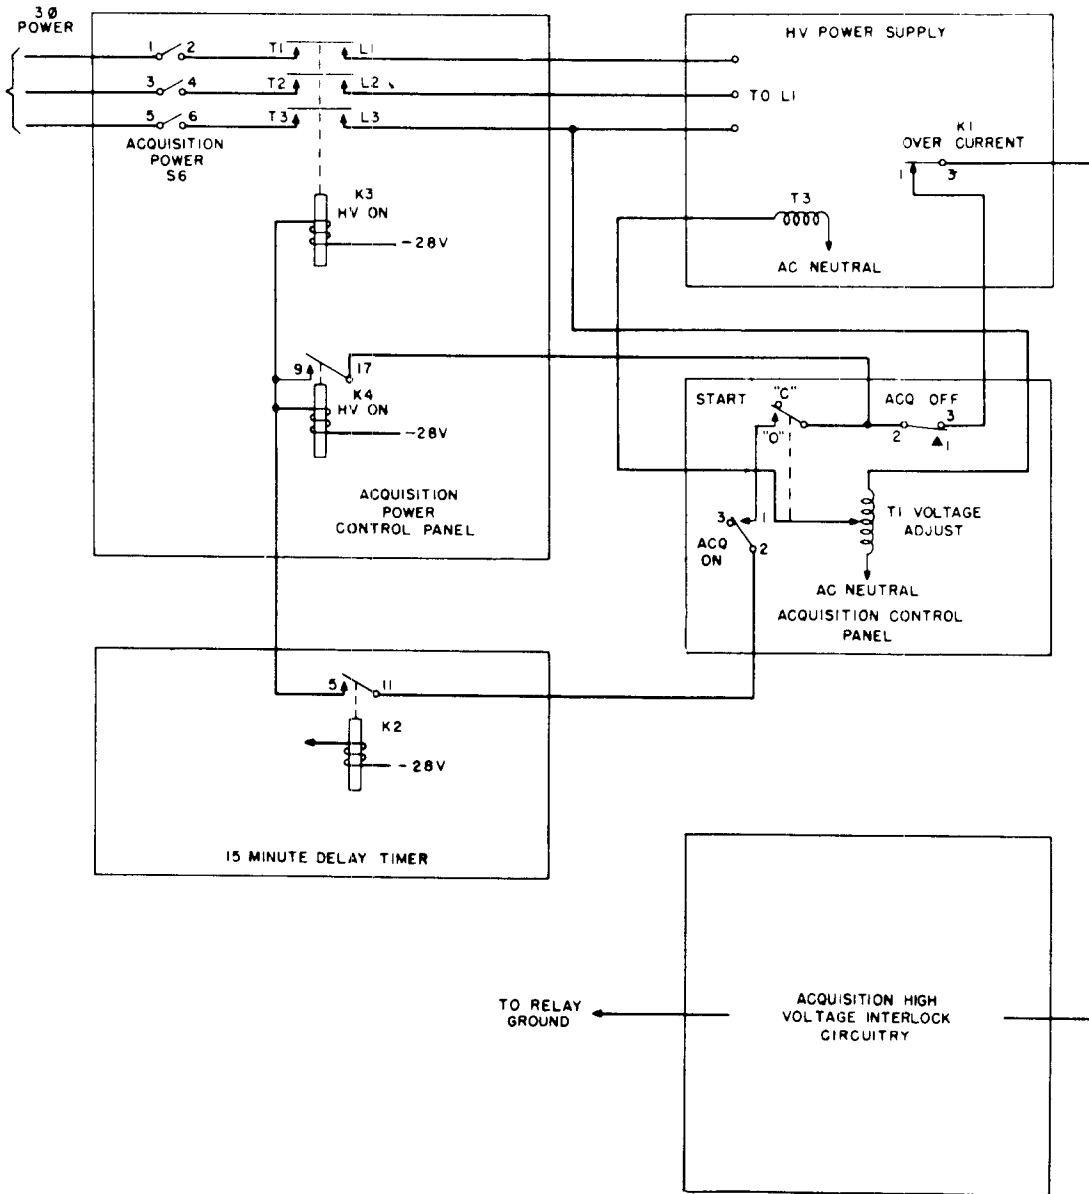 3Ø
POWER
1 2 T1 L1
3 4 T2 L2
5 6 T3 L3
ACQUISITION
POWER
S6
K3
HV ON
-28V
9 17
K4
HV ON
-28V
ACQUISITION
POWER
CONTROL PANEL
HV POWER SUPPLY
TO L1
K1
OVER CURRENT
1 3
T3
AC NEUTRAL
START "C" ACQ OFF
3
"O" 2 1
3 1
ACQ
ON
2
T1 VOLTAGE
ADJUST
AC NEUTRAL
ACQUISITION CONTROL
PANEL
5 11
K2
-28V
15 MINUTE DELAY TIMER
TO RELAY
GROUND
ACQUISITION HIGH
VOLTAGE INTERLOCK
CIRCUITRY